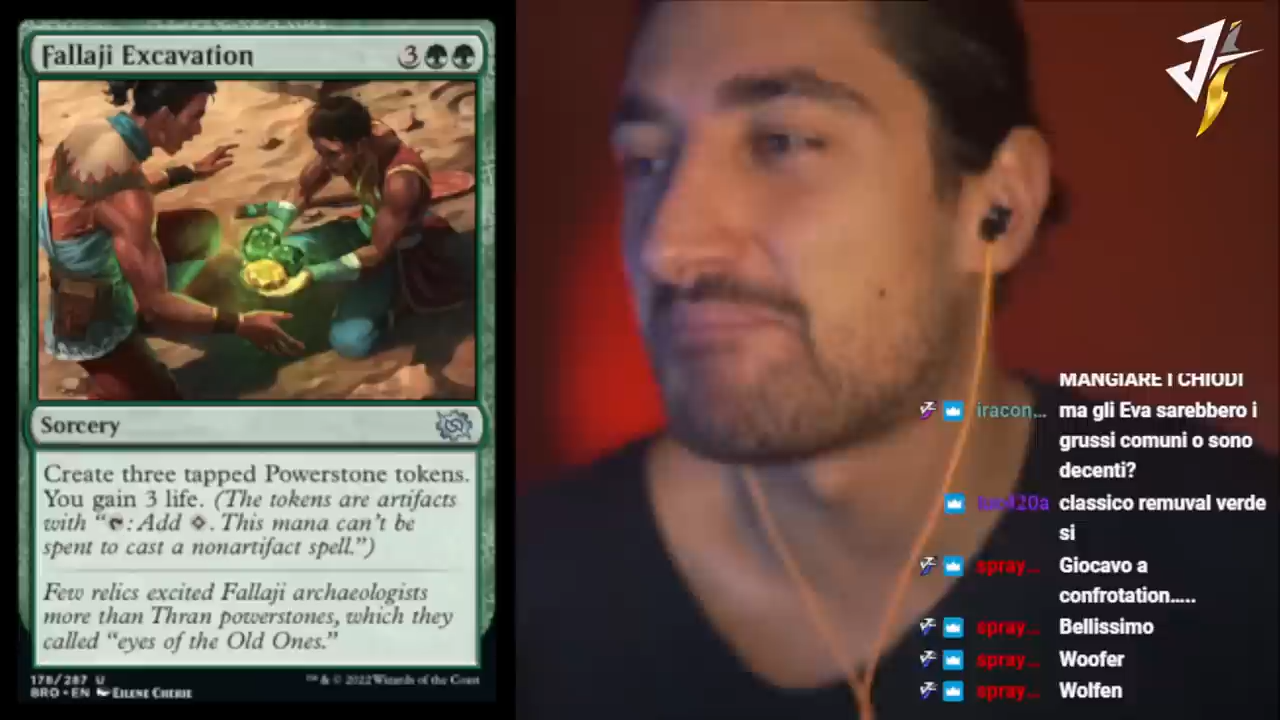 Fallaji Excavation 3
Sorcery
Create three tapped Powerstone tokens.
You gain 3 life. (The tokens are artifacts
with “: Add . This mana can't be
spent to cast a nonartifact spell.”)
Few relics excited Fallaji archaeologists
more than Thran powerstones, which they
called “eyes of the Old Ones.”
178/287 U
BRO • EN EILENE CHERIE
™ & © 2022 Wizards of the Coast
MANGIARE I CHIODI
iracon... ma gli Eva sarebbero i
grussi comuni o sono
decenti?
classico remuval verde
si
spray... Giocavo a
confrotation.....
spray... Bellissimo
spray... Woofer
spray... Wolfen